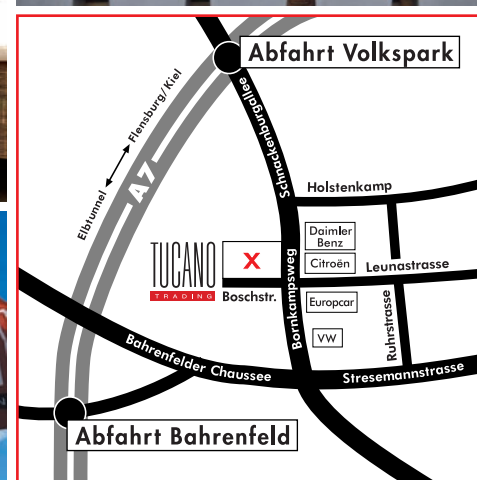 Abfahrt Volkspark
Flensburg/Kiel
Elbtunnel
A7
Schnackenburgallee
Holstenkamp
Daimler
Benz
TUCANO
TRADING
X
Citroën
Leunastrasse
Boschstr.
Bornkampsweg
Europcar
Ruhrstrasse
VW
Bahrenfelder Chaussee
Stresemannstrasse
Abfahrt Bahrenfeld